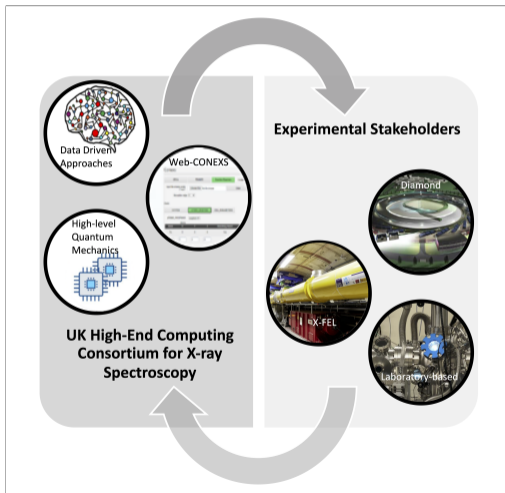 Data Driven
Approaches
Web-CONEXS
High-level
Quantum
Mechanics
UK High-End Computing
Consortium for X-ray
Spectroscopy
Experimental Stakeholders
Diamond
X-FEL
Laboratory-based